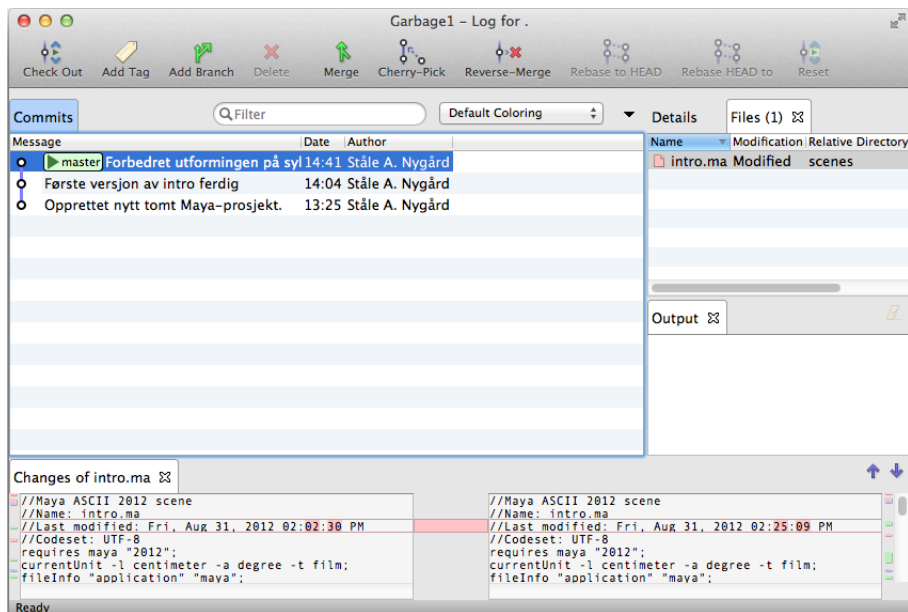 Garbage1 - Log for .
Check Out Add Tag Add Branch Delete Merge Cherry-Pick Reverse-Merge Rebase to HEAD Rebase HEAD to Reset
Commits Filter Default Coloring
Message Date Author
master Forbedret utformingen på syl 14:41 Ståle A. Nygård
Første versjon av intro ferdig 14:04 Ståle A. Nygård
Opprettet nytt tomt Maya-prosjekt. 13:25 Ståle A. Nygård
Details Files (1)
Name Modification Relative Directory
intro.ma Modified scenes
Output
Changes of intro.ma
//Maya ASCII 2012 scene
//Name: intro.ma
//Last modified: Fri, Aug 31, 2012 02:02:30 PM
//Codeset: UTF-8
requires maya "2012";
currentUnit -l centimeter -a degree -t film;
fileInfo "application" "maya";
//Maya ASCII 2012 scene
//Name: intro.ma
//Last modified: Fri, Aug 31, 2012 02:25:09 PM
//Codeset: UTF-8
requires maya "2012";
currentUnit -l centimeter -a degree -t film;
fileInfo "application" "maya";
Ready